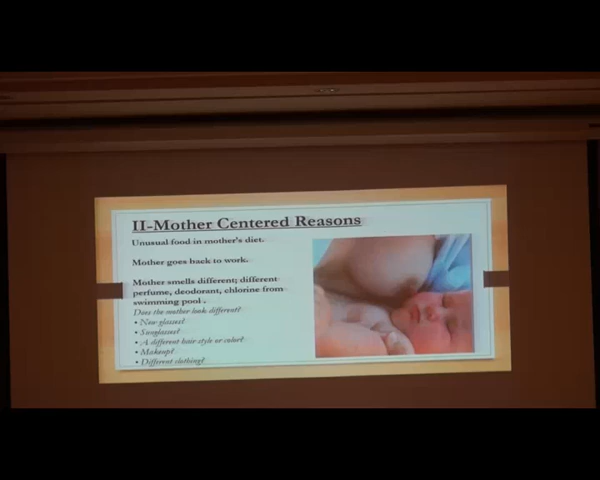 II-Mother Centered Reasons
Unusual food in mother's diet.
Mother goes back to work.
Mother smells different; different
perfume, deodorant, chlorine from
swimming pool .
Does the mother look different?
• New glasses?
• Sunglasses?
• A different hair style or color?
• Makeup?
• Different clothing?